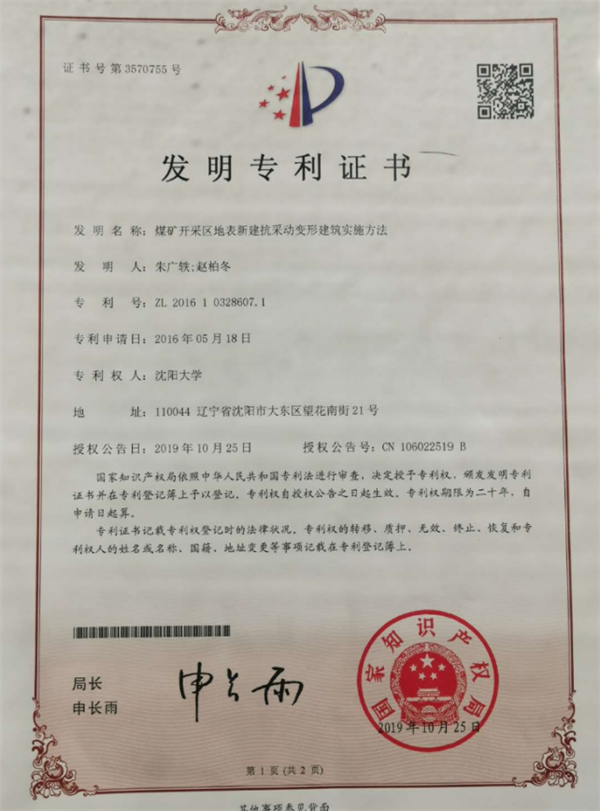 证书号第3570755号
发明专利证书
发明名称：煤矿开采区地表新建抗采动变形建筑实施方法
发明人：朱广轶;赵柏冬
专利号：ZL 2016 1 0328607.1
专利申请日：2016年05月18日
专利权人：沈阳大学
地址：110044 辽宁省沈阳市大东区望花南街21号
授权公告日：2019年10月25日 授权公告号：CN 106022519 B
国家知识产权局依照中华人民共和国专利法进行审查，决定授予专利权，颁发发明专利
证书并在专利登记簿上予以登记。专利权自授权公告之日起生效。专利权期限为二十年，自
申请日起算。
专利证书记载专利权登记时的法律状况。专利权的转移、质押、无效、终止、恢复和专
利权人的姓名或名称、国籍、地址变更等事项记载在专利登记簿上。
局长
申长雨
申长雨
国家知识产权局
2019年10月25日
第1页（共2页）
其他事项参见背面